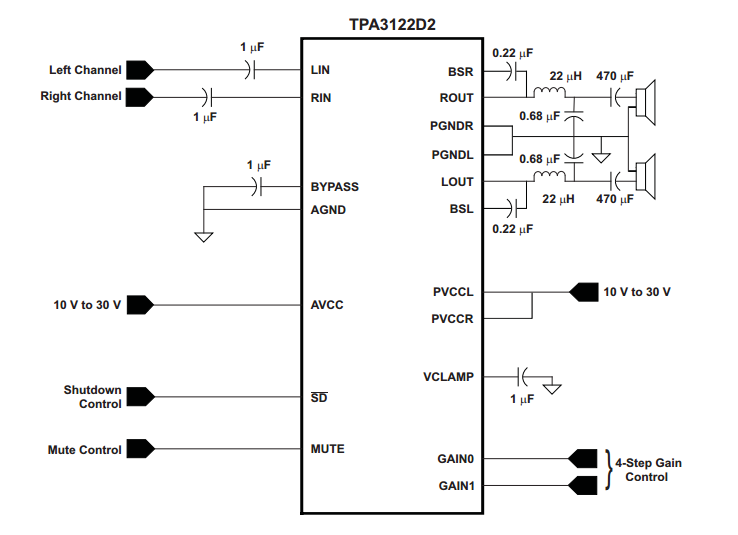 TPA3122D2
1 μF
Left Channel
LIN
Right Channel
RIN
1 μF
1 μF
BYPASS
AGND
10 V to 30 V
AVCC
Shutdown
Control
SD
Mute Control
MUTE
BSR
0.22 μF
22 μH
470 μF
ROUT
0.68 μF
PGNDR
PGNDL
0.68 μF
LOUT
22 μH
470 μF
BSL
0.22 μF
PVCCL
10 V to 30 V
PVCCR
VCLAMP
1 μF
GAIN0
4-Step Gain
Control
GAIN1